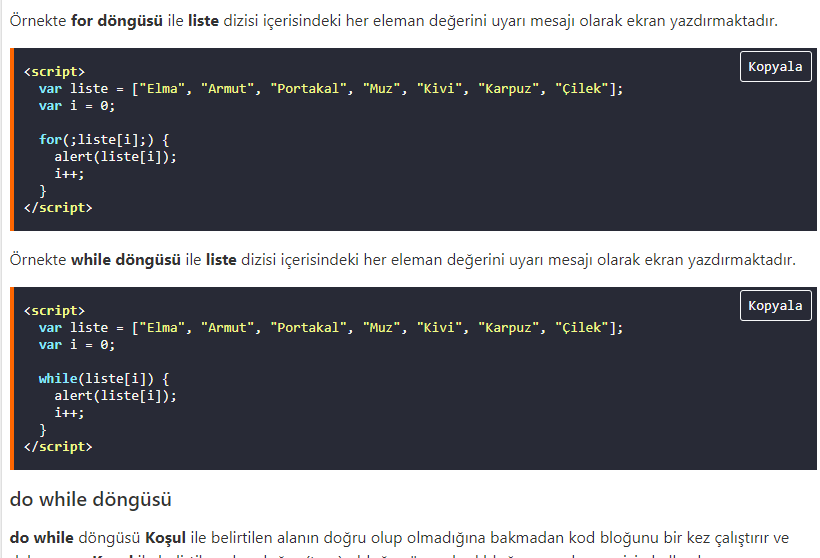 Örnekte for döngüsü ile liste dizisi içerisindeki her eleman değerini uyarı mesajı olarak ekran yazdırmaktadır.
Kopyala
<script>
var liste = ["Elma", "Armut", "Portakal", "Muz", "Kivi", "Karpuz", "Çilek"];
var i = 0;
for(;liste[i];) {
alert(liste[i]);
i++;
}
</script>
Örnekte while döngüsü ile liste dizisi içerisindeki her eleman değerini uyarı mesajı olarak ekran yazdırmaktadır.
Kopyala
<script>
var liste = ["Elma", "Armut", "Portakal", "Muz", "Kivi", "Karpuz", "Çilek"];
var i = 0;
while(liste[i]) {
alert(liste[i]);
i++;
}
</script>
do while döngüsü
do while döngüsü Koşul ile belirtilen alanın doğru olup olmadığına bakmadan kod bloğunu bir kez çalıştırır ve